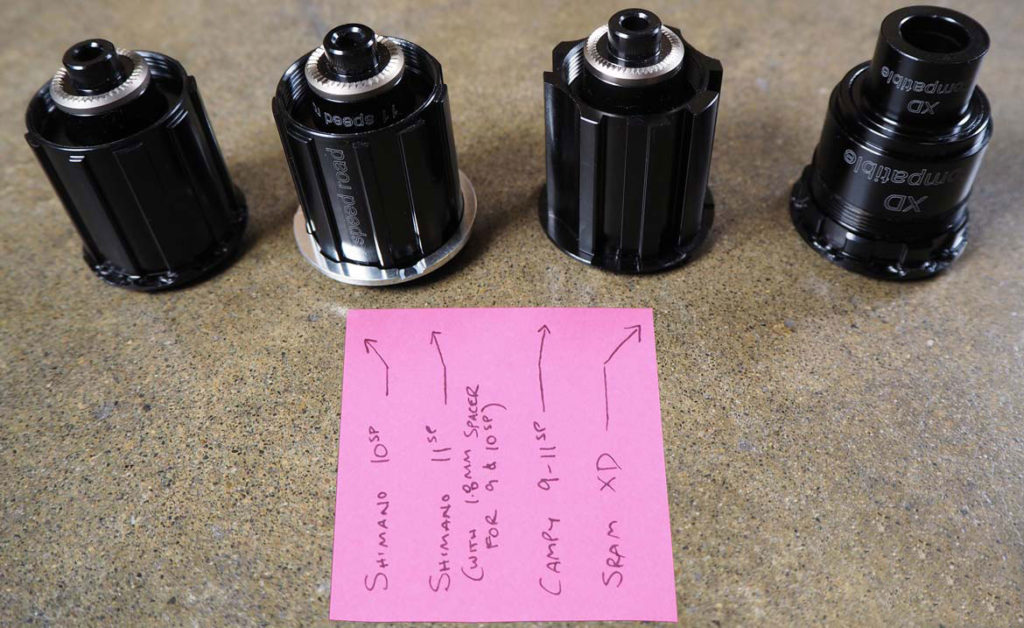 11 speed
speed road
XD
compatible
XD
compatible
SHIMANO 10SP
SHIMANO 11SP
(WITH 1.8MM SPACER
FOR 9 & 10SP)
CAMPY 9-11SP
SRAM XD